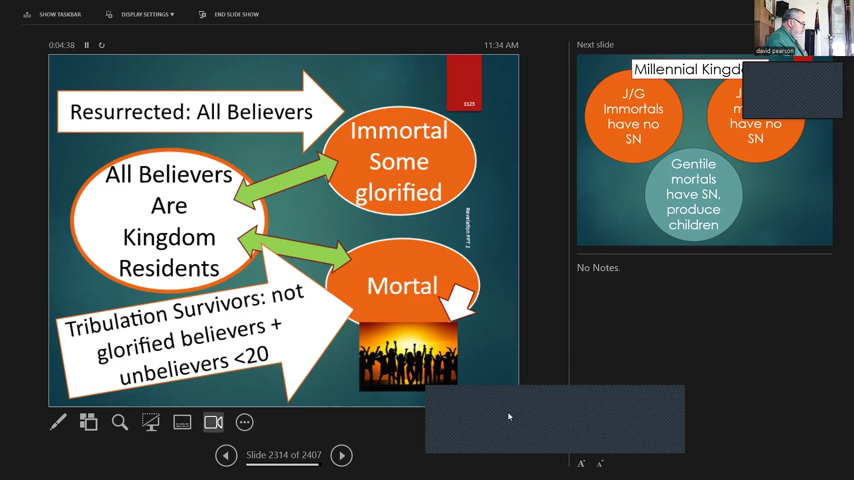 SHOW TASKBAR
DISPLAY SETTINGS
END SLIDE SHOW
david pearson
0:04:38
11:34 AM
Next slide
Resurrected: All Believers
1123
Immortal
Some
glorified
All Believers
Are
Kingdom
Residents
Revelation PPT 2
Mortal
Tribulation Survivors: not
glorified believers +
unbelievers <20
Millennial Kingd
J/G
Immortals
have no
SN
J
m
have no
SN
Gentile
mortals
have SN,
produce
children
No Notes.
Slide 2314 of 2407
A
A